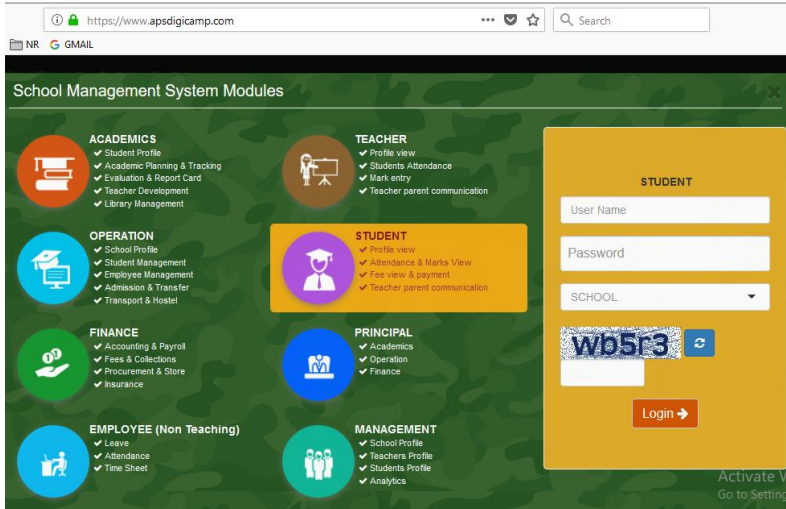 https://www.apsdigicamp.com
Search
NR
GMAIL
School Management System Modules
ACADEMICS
Student Profile
Academic Planning & Tracking
Evaluation & Report Card
Teacher Development
Library Management
TEACHER
Profile view
Students Attendance
Mark entry
Teacher parent communication
OPERATION
School Profile
Student Management
Employee Management
Admission & Transfer
Transport & Hostel
STUDENT
Profile view
Attendance & Marks View
Fee view & payment
Teacher parent communication
FINANCE
Accounting & Payroll
Fees & Collections
Procurement & Store
Insurance
PRINCIPAL
Academics
Operation
Finance
EMPLOYEE (Non Teaching)
Leave
Attendance
Time Sheet
MANAGEMENT
School Profile
Teachers Profile
Students Profile
Analytics
STUDENT
User Name
Password
SCHOOL
wb5r3
Login
Activate
Go to Setting